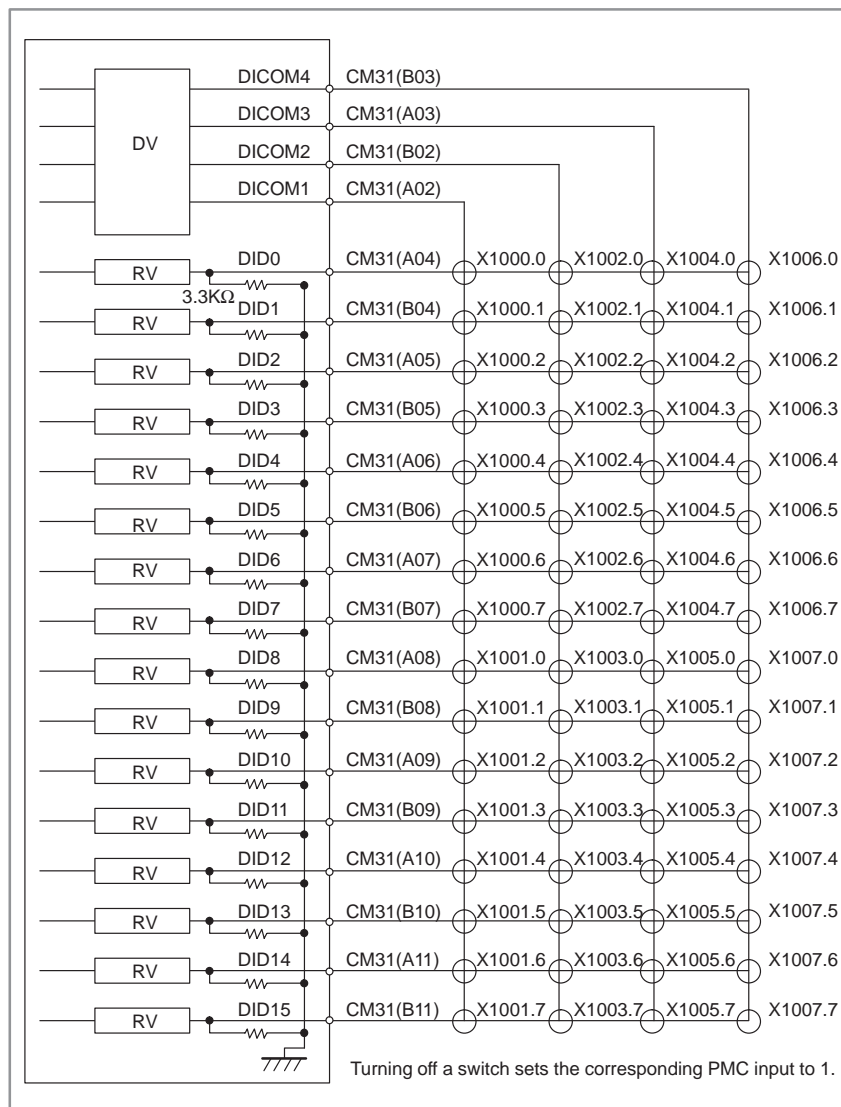 DICOM4 CM31(B03)
DICOM3 CM31(A03)
DV
DICOM2 CM31(B02)
DICOM1 CM31(A02)
RV DID0 CM31(A04) X1000.0 X1002.0 X1004.0 X1006.0
3.3KΩ
RV DID1 CM31(B04) X1000.1 X1002.1 X1004.1 X1006.1
RV DID2 CM31(A05) X1000.2 X1002.2 X1004.2 X1006.2
RV DID3 CM31(B05) X1000.3 X1002.3 X1004.3 X1006.3
RV DID4 CM31(A06) X1000.4 X1002.4 X1004.4 X1006.4
RV DID5 CM31(B06) X1000.5 X1002.5 X1004.5 X1006.5
RV DID6 CM31(A07) X1000.6 X1002.6 X1004.6 X1006.6
RV DID7 CM31(B07) X1000.7 X1002.7 X1004.7 X1006.7
RV DID8 CM31(A08) X1001.0 X1003.0 X1005.0 X1007.0
RV DID9 CM31(B08) X1001.1 X1003.1 X1005.1 X1007.1
RV DID10 CM31(A09) X1001.2 X1003.2 X1005.2 X1007.2
RV DID11 CM31(B09) X1001.3 X1003.3 X1005.3 X1007.3
RV DID12 CM31(A10) X1001.4 X1003.4 X1005.4 X1007.4
RV DID13 CM31(B10) X1001.5 X1003.5 X1005.5 X1007.5
RV DID14 CM31(A11) X1001.6 X1003.6 X1005.6 X1007.6
RV DID15 CM31(B11) X1001.7 X1003.7 X1005.7 X1007.7
Turning off a switch sets the corresponding PMC input to 1.